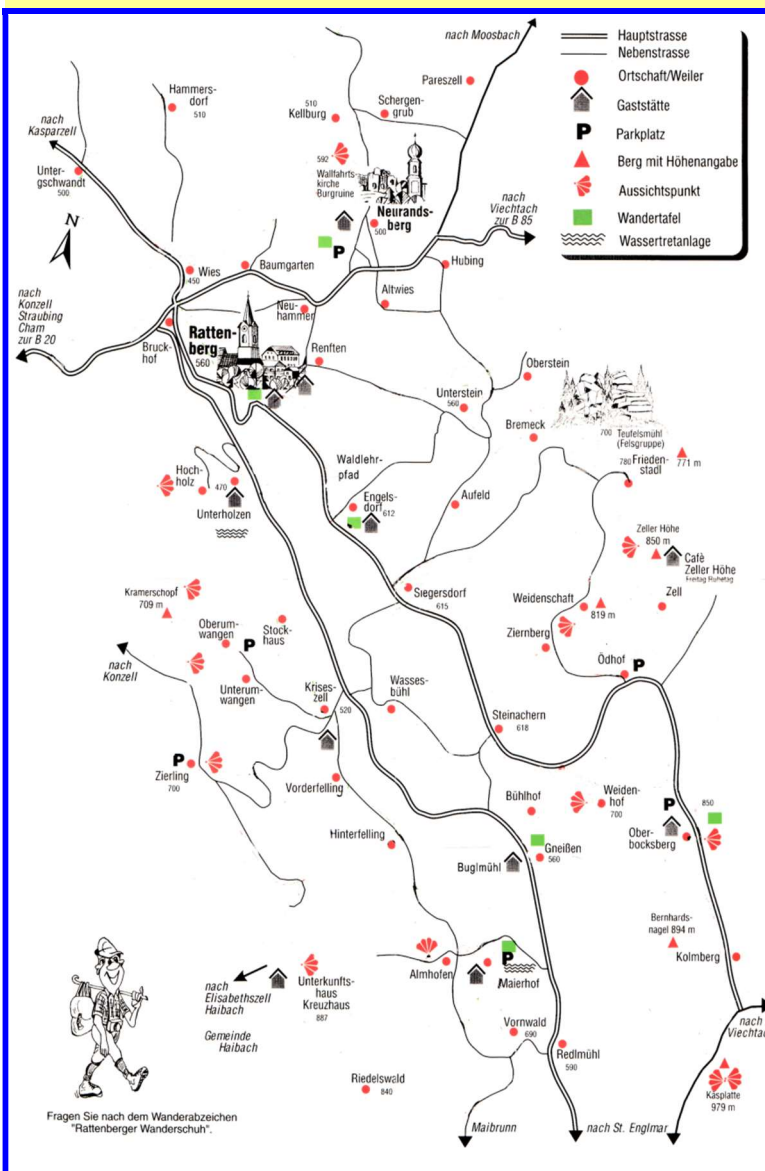 nach Moosbach
Hauptstrasse
Nebenstrasse
Ortschaft/Weiler
Gaststätte
P
Parkplatz
Berg mit Höhenangabe
Aussichtspunkt
Wandertafel
Wassertretanlage
Hammers-
dorf
510
Pareszell
Schergen-
grub
510
Kellburg
nach
Kasparzell
592
Wallfahrts-
kirche
Burgruine
Unter-
gschwandt
500
Neurands-
berg
500
nach
Viechtach
zur B 85
N
P
Wies
450
Baumgarten
Hubing
nach
Konzell
Straubing
Cham
zur B 20
Neu-
hammer
Altwies
Bruck-
hof
Ratten-
berg
560
Renften
Oberstein
Unterstein
560
Bremeck
700
Teufelsmühl
(Felsgruppe)
780
Frieden-
stadl
771 m
Waldlehr-
pfad
Hoch-
holz
470
Unterholzen
Engels-
dorf
612
Aufeld
Zeller Höhe
850 m
Cafè
Zeller Höhe
Freitag Ruhetag
Kramerschopf
709 m
Siegersdorf
615
Weidenschaft
819 m
Zell
Oberum-
wangen
Stock-
haus
Ziernberg
P
nach
Konzell
Ödhof
P
Unterum-
wangen
Krises-
zell
520
Wasses-
bühl
Steinachern
618
P
Zierling
700
Vorderfelling
Bühlhof
Weiden-
hof
700
P
850
Ober-
bocksberg
Hinterfelling
Gneißen
560
Buglmühl
Bernhards-
nagel 894 m
Kolmberg
P
Almhofen
Maierhof
nach
Elisabethszell
Haibach
Gemeinde
Haibach
Unterkunfts-
haus
Kreuzhaus
887
Vornwald
690
Redlmühl
590
nach
Viechtac
Riedelswald
840
Käsplatte
979 m
Fragen Sie nach dem Wanderabzeichen
"Rattenberger Wanderschuh".
Maibrunn
nach St. Englmar